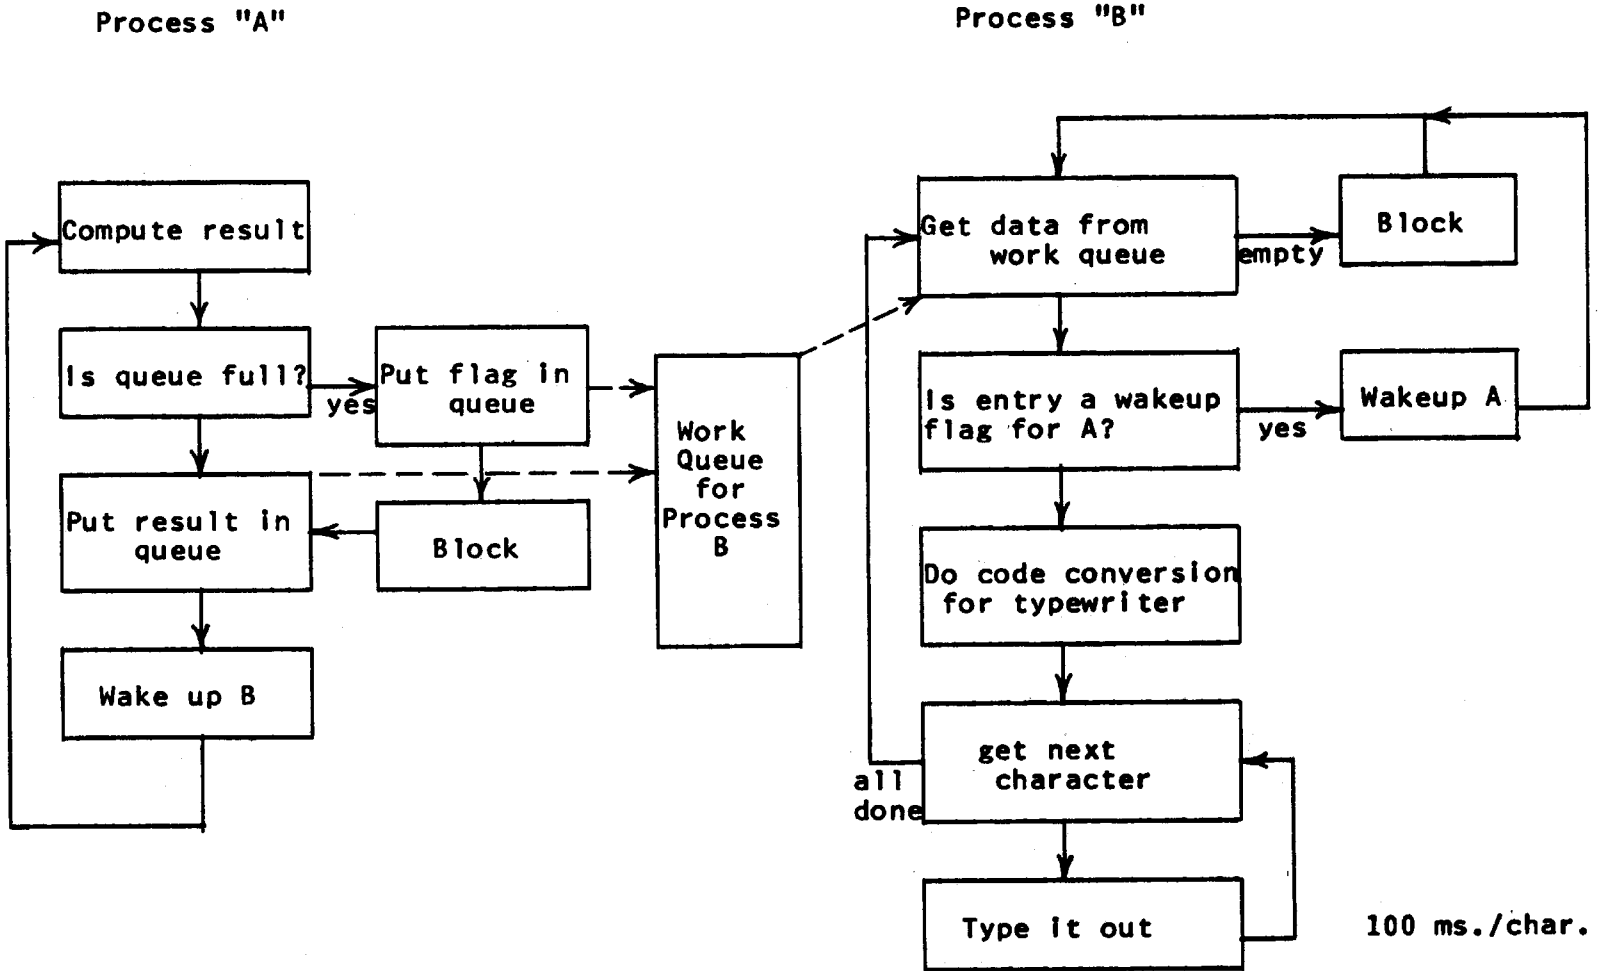 Process "A"
Process "B"
Compute result
Is queue full?
yes
Put flag in
queue
Put result in
queue
Block
Wake up B
Work
Queue
for
Process
B
Get data from
work queue
empty
Block
Is entry a wakeup
flag for A?
yes
Wakeup A
Do code conversion
for typewriter
get next
character
all
done
Type it out
100 ms./char.